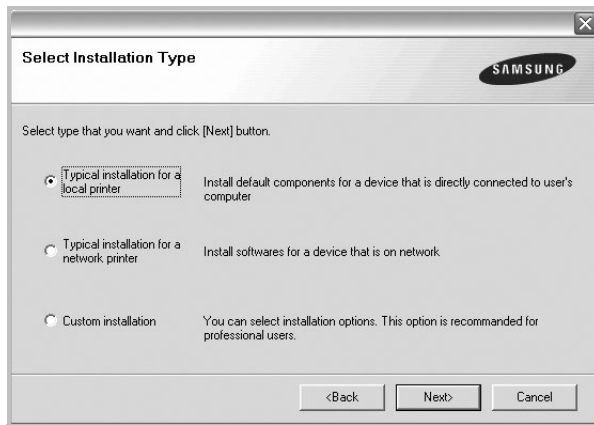 Select Installation Type
SAMSUNG
Select type that you want and click [Next] button.
Typical installation for a
local printer
Install default components for a device that is directly connected to user's
computer
Typical installation for a
network printer
Install softwares for a device that is on network
Custom installation
You can select installation options. This option is recommanded for
professional users.
<Back
Next>
Cancel